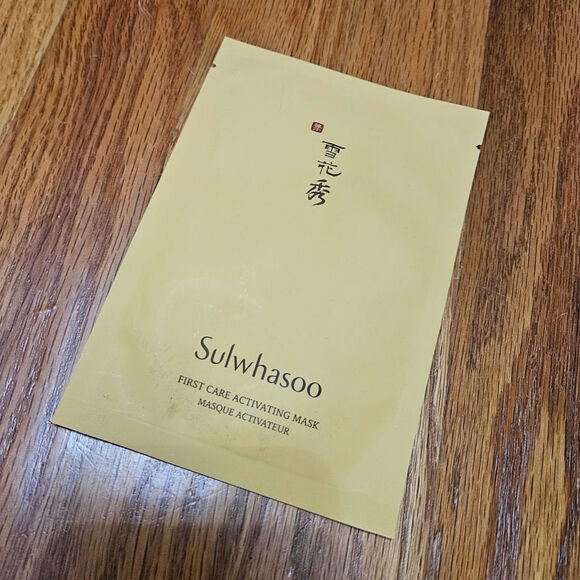 雪
花
秀
Sulwhasoo
FIRST CARE ACTIVATING MASK
MASQUE ACTIVATEUR